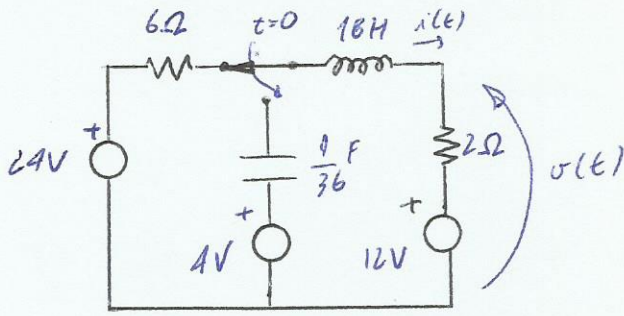 6Ω t=0 18H i(t)
+ 24V
1/36 F
2Ω
v(t)
+ 4V
+ 12V